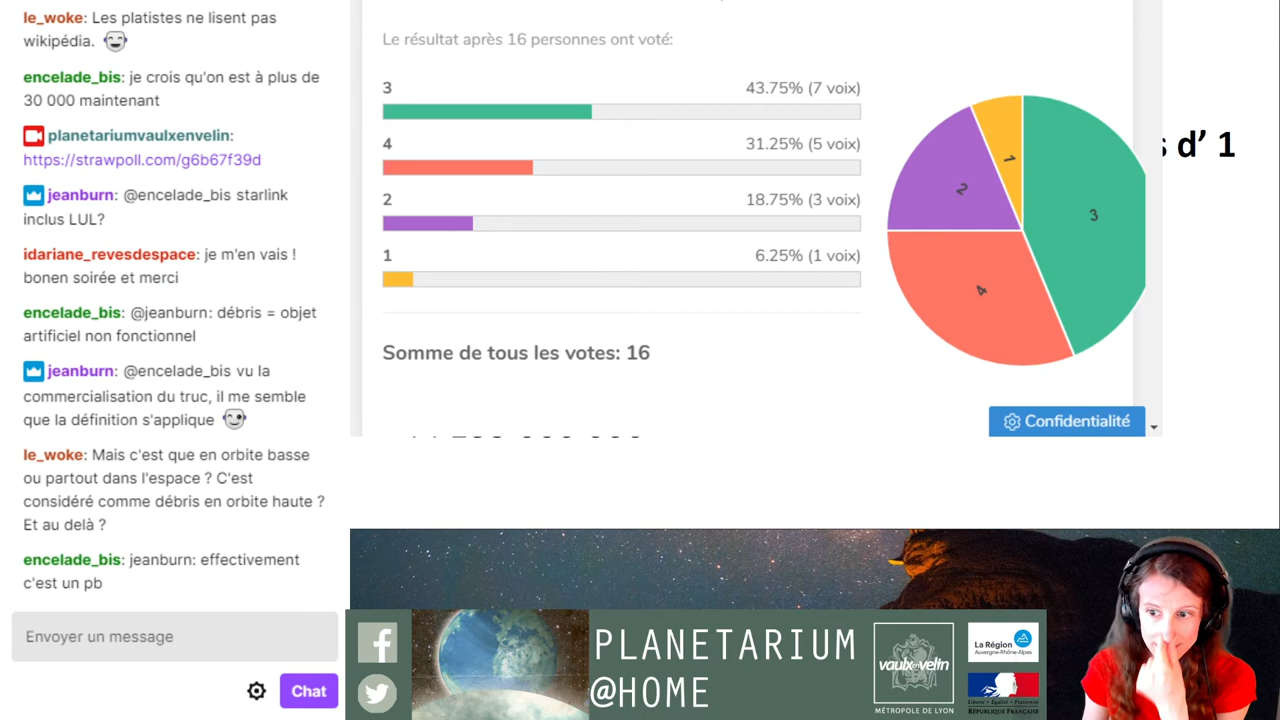 le_woke: Les platistes ne lisent pas
wikipédia.
encelade_bis: je crois qu'on est à plus de
30 000 maintenant
planetariumvaulxenvelin:
https://strawpoll.com/g6b67f39d
jeanburn: @encelade_bis starlink
inclus LUL?
idariane_revesdespace: je m'en vais !
bonen soirée et merci
encelade_bis: @jeanburn: débris = objet
artificiel non fonctionnel
jeanburn: @encelade_bis vu la
commercialisation du truc, il me semble
que la définition s'applique
le_woke: Mais c'est que en orbite basse
ou partout dans l'espace ? C'est
considéré comme débris en orbite haute ?
Et au delà ?
encelade_bis: jeanburn: effectivement
c'est un pb
Envoyer un message
Chat
Le résultat après 16 personnes ont voté:
3 43.75% (7 voix)
4 31.25% (5 voix)
2 18.75% (3 voix)
1 6.25% (1 voix)
Somme de tous les votes: 16
1
2
3
4
s d' 1
Confidentialité
PLANETARIUM
@HOME
vaulx en velin
MÉTROPOLE DE LYON
La Région
Auvergne-Rhône-Alpes
Liberté • Égalité • Fraternité
RÉPUBLIQUE FRANÇAISE